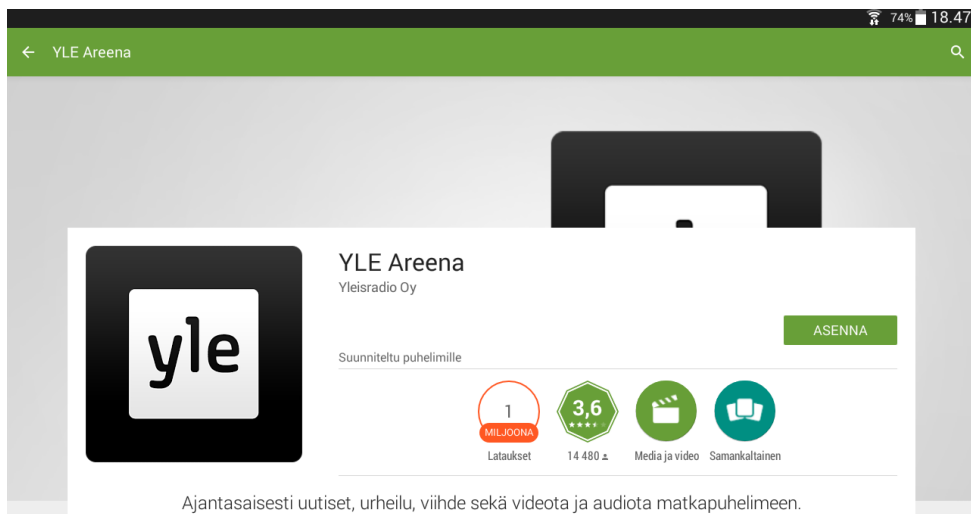 74% 18.47
YLE Areena
YLE Areena
Yleisradio Oy
yle
ASENNA
Suunniteltu puhelimille
1
MILJOONA
3,6
Lataukset 14 480 Media ja video Samankaltainen
Ajantasaisesti uutiset, urheilu, viihde sekä videota ja audiota matkapuhelimeen.